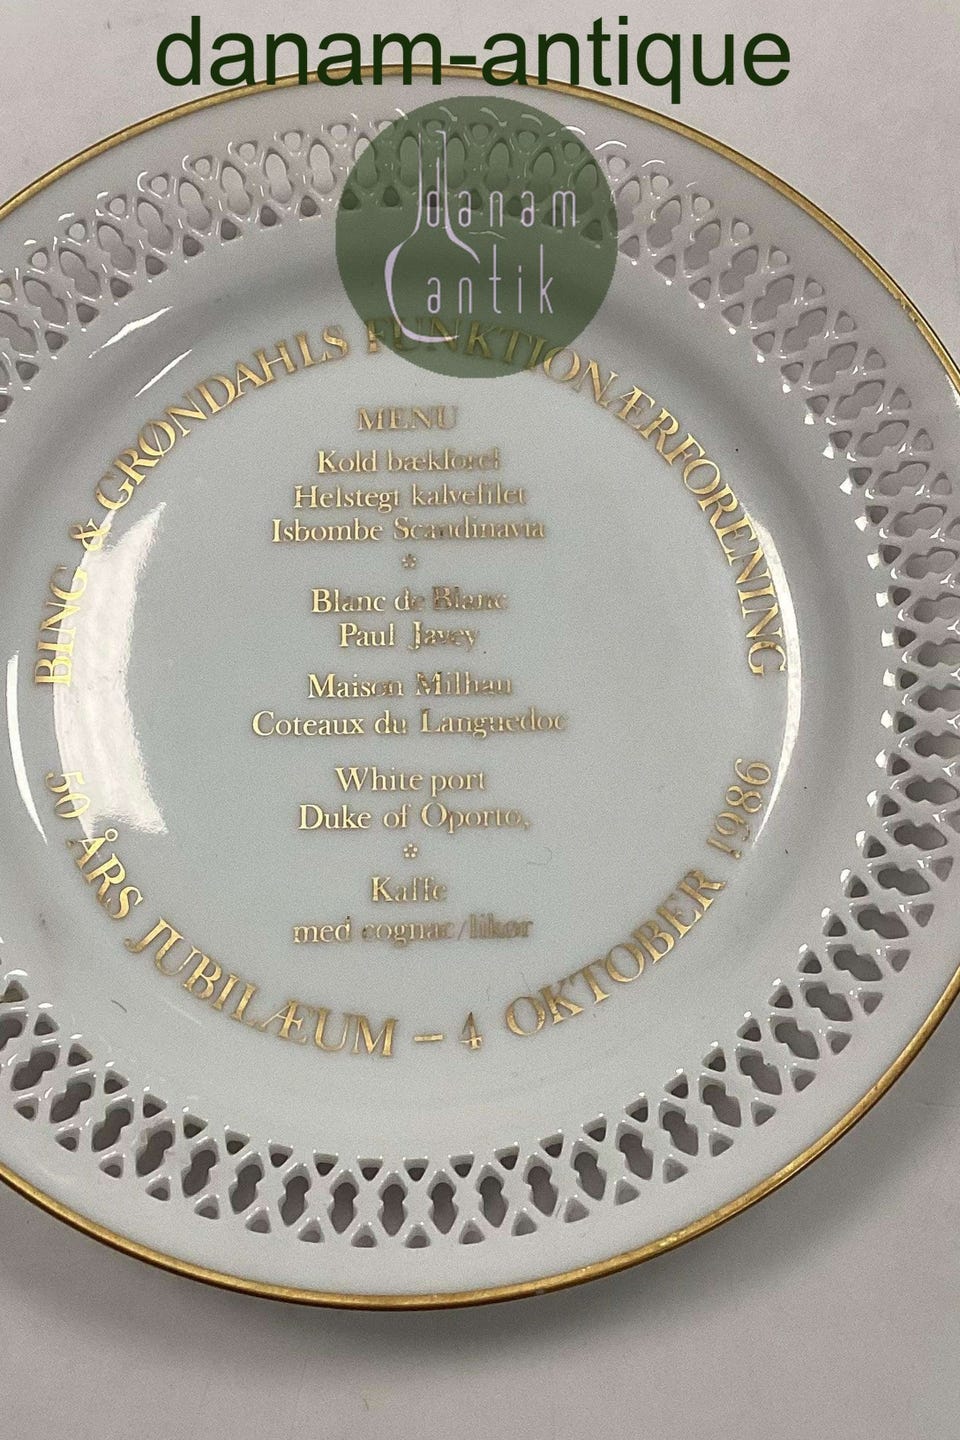 danam-antique
danam
antik
BING & GRØNDAHLS FUNKTIONÆRFORENING
MENU
Kold bækforel
Helstegt kalvefilet
Isbombe Scandinavia
*
Blanc de Blanc
Paul Javey
Maison Milhau
Coteaux du Languedoc
White port
Duke of Oporto,
*
Kaffe
med cognac/likør
50 ÅRS JUBILÆUM – 4 OKTOBER 1986